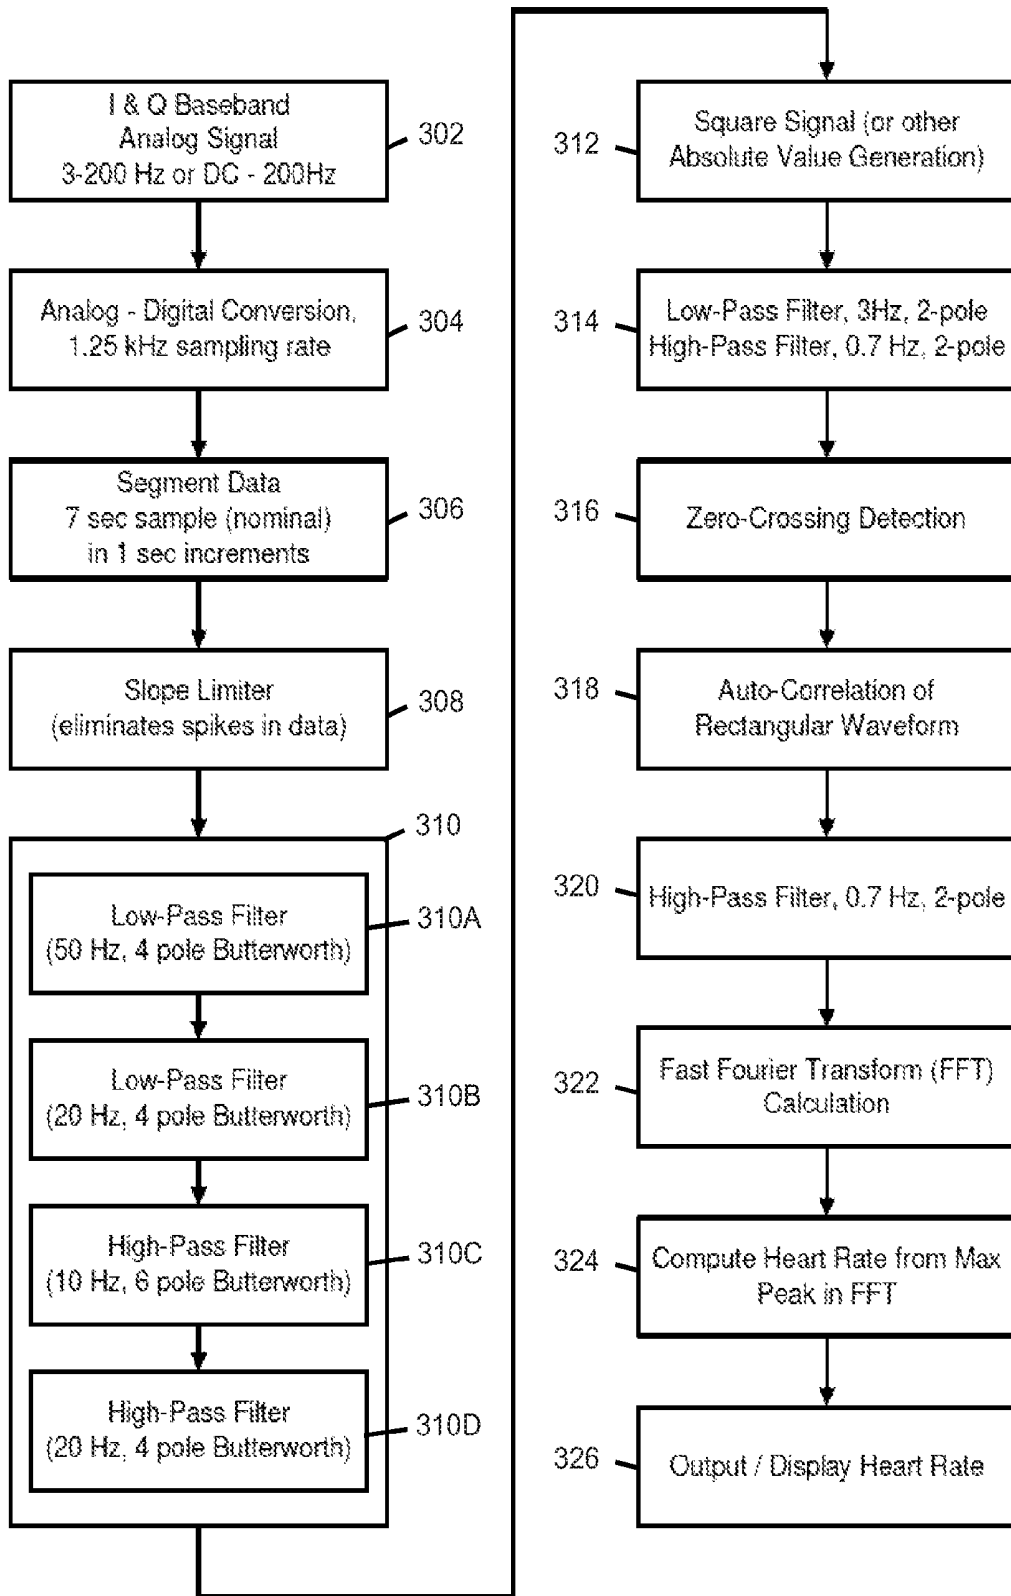 I & Q Baseband
Analog Signal
3-200 Hz or DC - 200Hz
302
Analog - Digital Conversion,
1.25 kHz sampling rate
304
Segment Data
7 sec sample (nominal)
in 1 sec increments
306
Slope Limiter
(eliminates spikes in data)
308
310
Low-Pass Filter
(50 Hz, 4 pole Butterworth)
310A
Low-Pass Filter
(20 Hz, 4 pole Butterworth)
310B
High-Pass Filter
(10 Hz, 6 pole Butterworth)
310C
High-Pass Filter
(20 Hz, 4 pole Butterworth)
310D
312
Square Signal (or other
Absolute Value Generation)
314
Low-Pass Filter, 3Hz, 2-pole
High-Pass Filter, 0.7 Hz, 2-pole
316
Zero-Crossing Detection
318
Auto-Correlation of
Rectangular Waveform
320
High-Pass Filter, 0.7 Hz, 2-pole
322
Fast Fourier Transform (FFT)
Calculation
324
Compute Heart Rate from Max
Peak in FFT
326
Output / Display Heart Rate